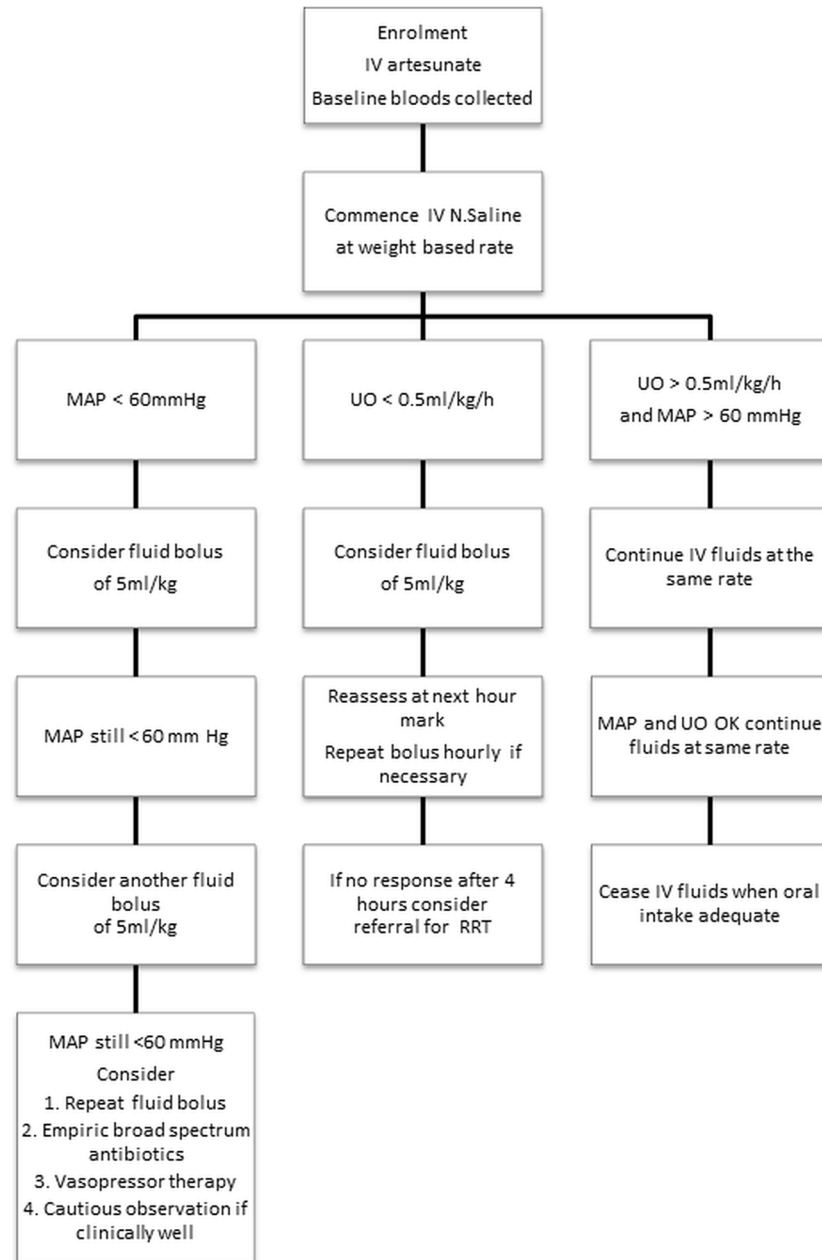 Enrolment
IV artesunate
Baseline bloods collected
Commence IV N.Saline
at weight based rate
MAP < 60mmHg
Consider fluid bolus
of 5ml/kg
MAP still <60 mm Hg
Consider another fluid
bolus
of 5ml/kg
MAP still <60 mmHg
Consider
1. Repeat fluid bolus
2. Empiric broad spectrum
antibiotics
3. Vasopressor therapy
4. Cautious observation if
clinically well
UO < 0.5ml/kg/h
Consider fluid bolus
of 5ml/kg
Reassess at next hour
mark
Repeat bolus hourly if
necessary
If no response after 4
hours consider
referral for RRT
UO > 0.5ml/kg/h
and MAP > 60 mmHg
Continue IV fluids at the
same rate
MAP and UO OK continue
fluids at same rate
Cease IV fluids when oral
intake adequate